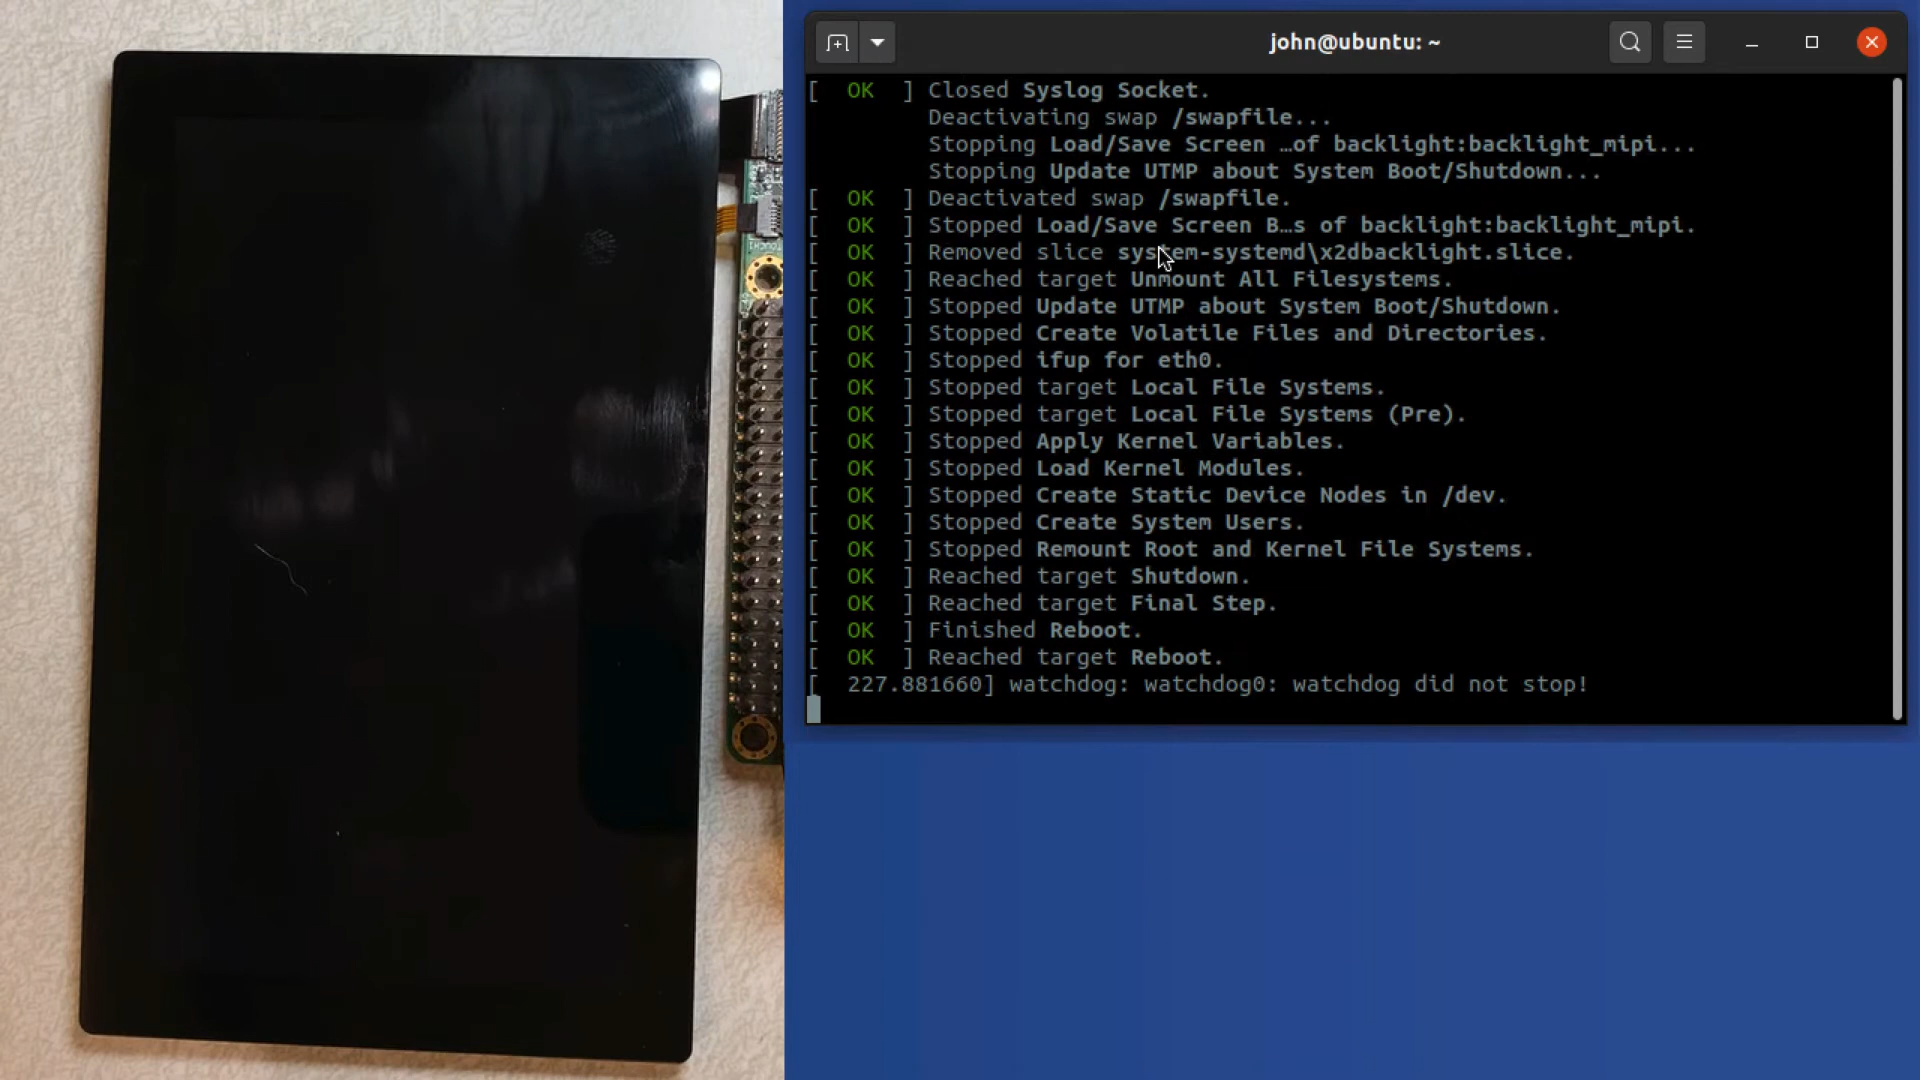 john@ubuntu: ~
[  OK  ] Closed Syslog Socket.
Deactivating swap /swapfile...
Stopping Load/Save Screen …of backlight:backlight_mipi...
Stopping Update UTMP about System Boot/Shutdown...
[  OK  ] Deactivated swap /swapfile.
[  OK  ] Stopped Load/Save Screen B…s of backlight:backlight_mipi.
[  OK  ] Removed slice system-systemd\x2dbacklight.slice.
[  OK  ] Reached target Unmount All Filesystems.
[  OK  ] Stopped Update UTMP about System Boot/Shutdown.
[  OK  ] Stopped Create Volatile Files and Directories.
[  OK  ] Stopped ifup for eth0.
[  OK  ] Stopped target Local File Systems.
[  OK  ] Stopped target Local File Systems (Pre).
[  OK  ] Stopped Apply Kernel Variables.
[  OK  ] Stopped Load Kernel Modules.
[  OK  ] Stopped Create Static Device Nodes in /dev.
[  OK  ] Stopped Create System Users.
[  OK  ] Stopped Remount Root and Kernel File Systems.
[  OK  ] Reached target Shutdown.
[  OK  ] Reached target Final Step.
[  OK  ] Finished Reboot.
[  OK  ] Reached target Reboot.
[  227.881660] watchdog: watchdog0: watchdog did not stop!